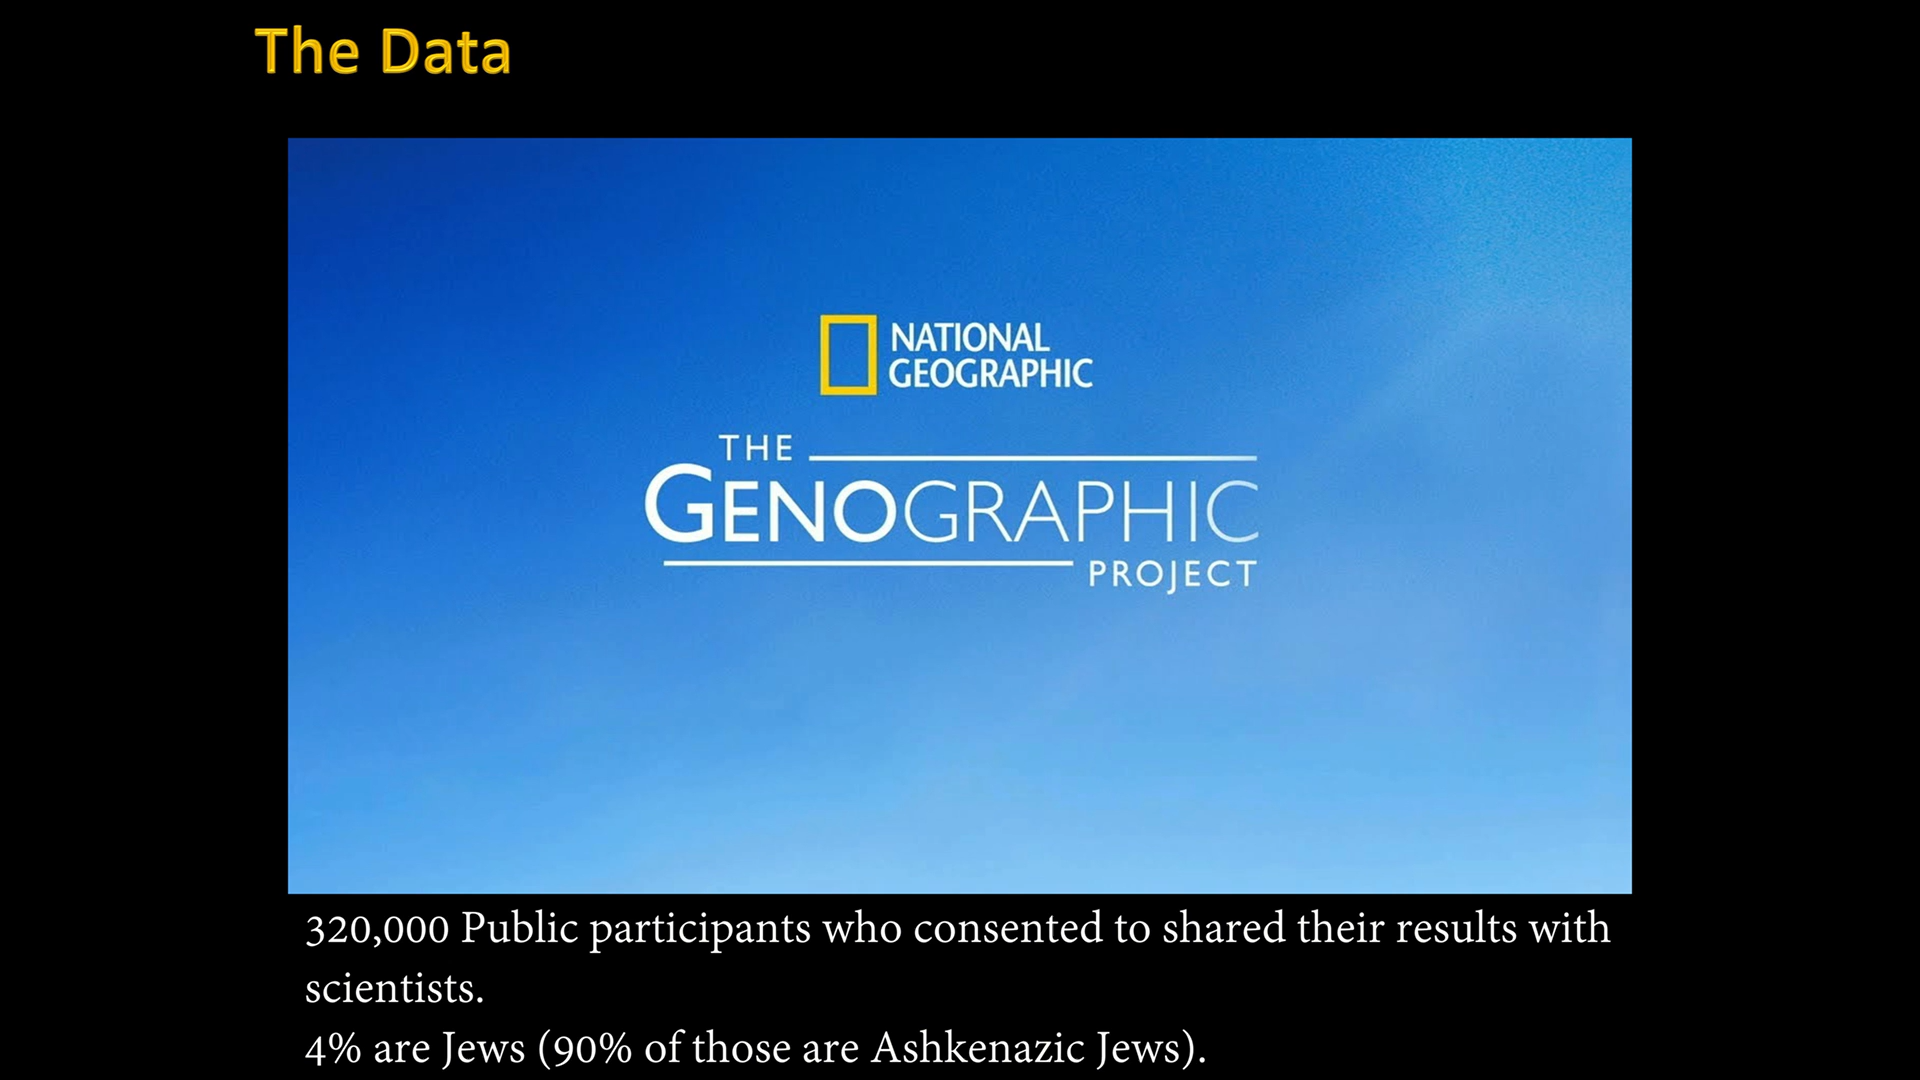 The Data
NATIONAL
GEOGRAPHIC
THE
GENOGRAPHIC
PROJECT
320,000 Public participants who consented to shared their results with
scientists.
4% are Jews (90% of those are Ashkenazic Jews).